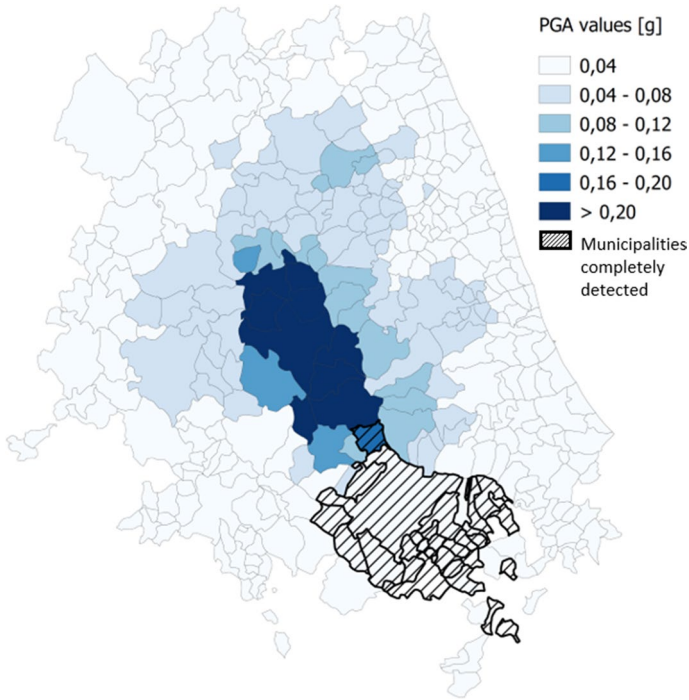 PGA values [g]
0,04
0,04 - 0,08
0,08 - 0,12
0,12 - 0,16
0,16 - 0,20
> 0,20
Municipalities
completely
detected